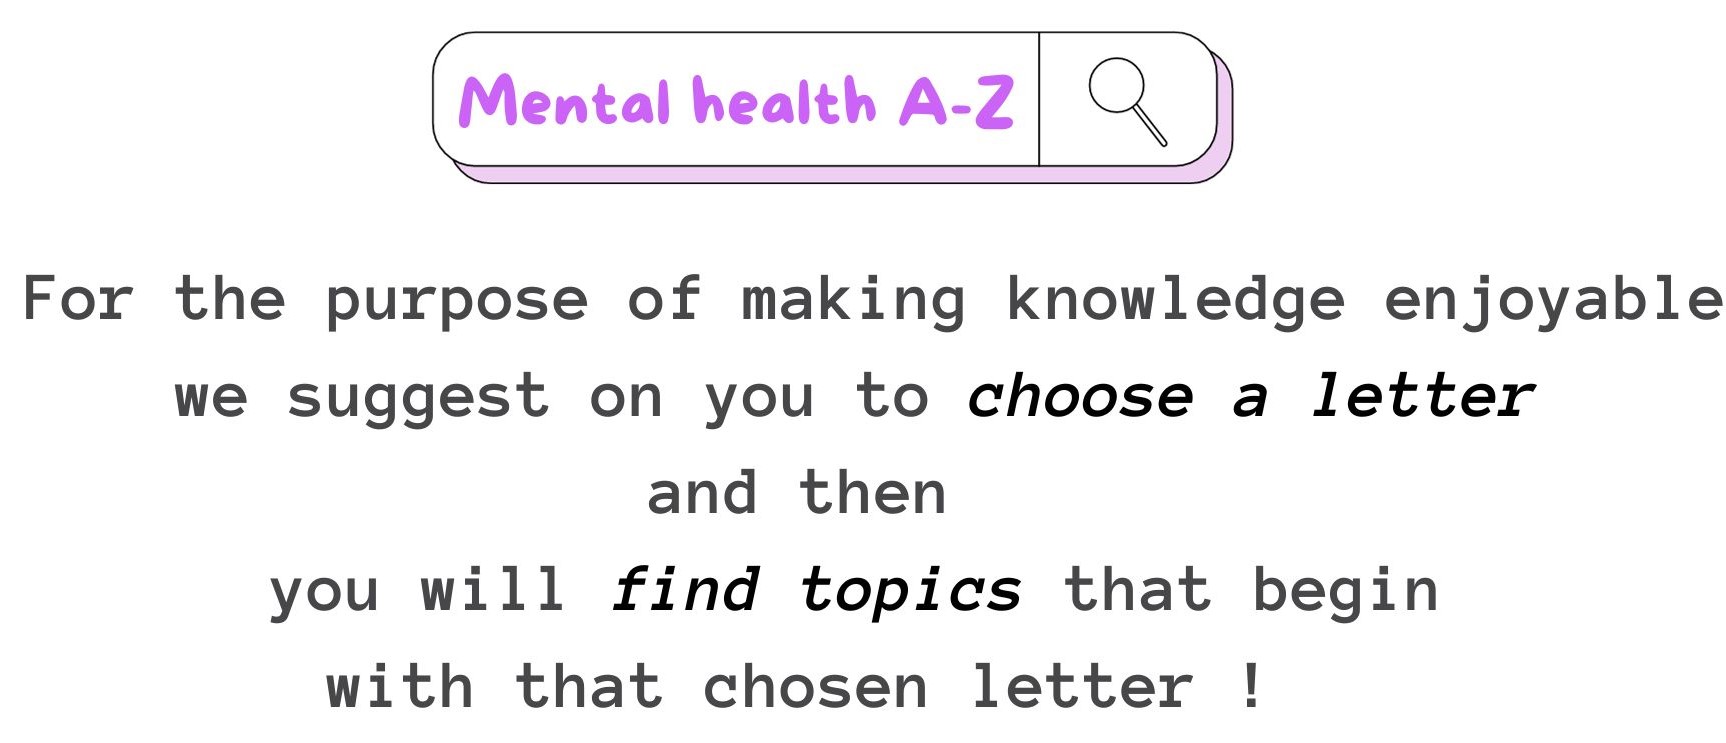 Mental health A-Z
For the purpose of making knowledge enjoyable
we suggest on you to choose a letter
and then
you will find topics that begin
with that chosen letter !